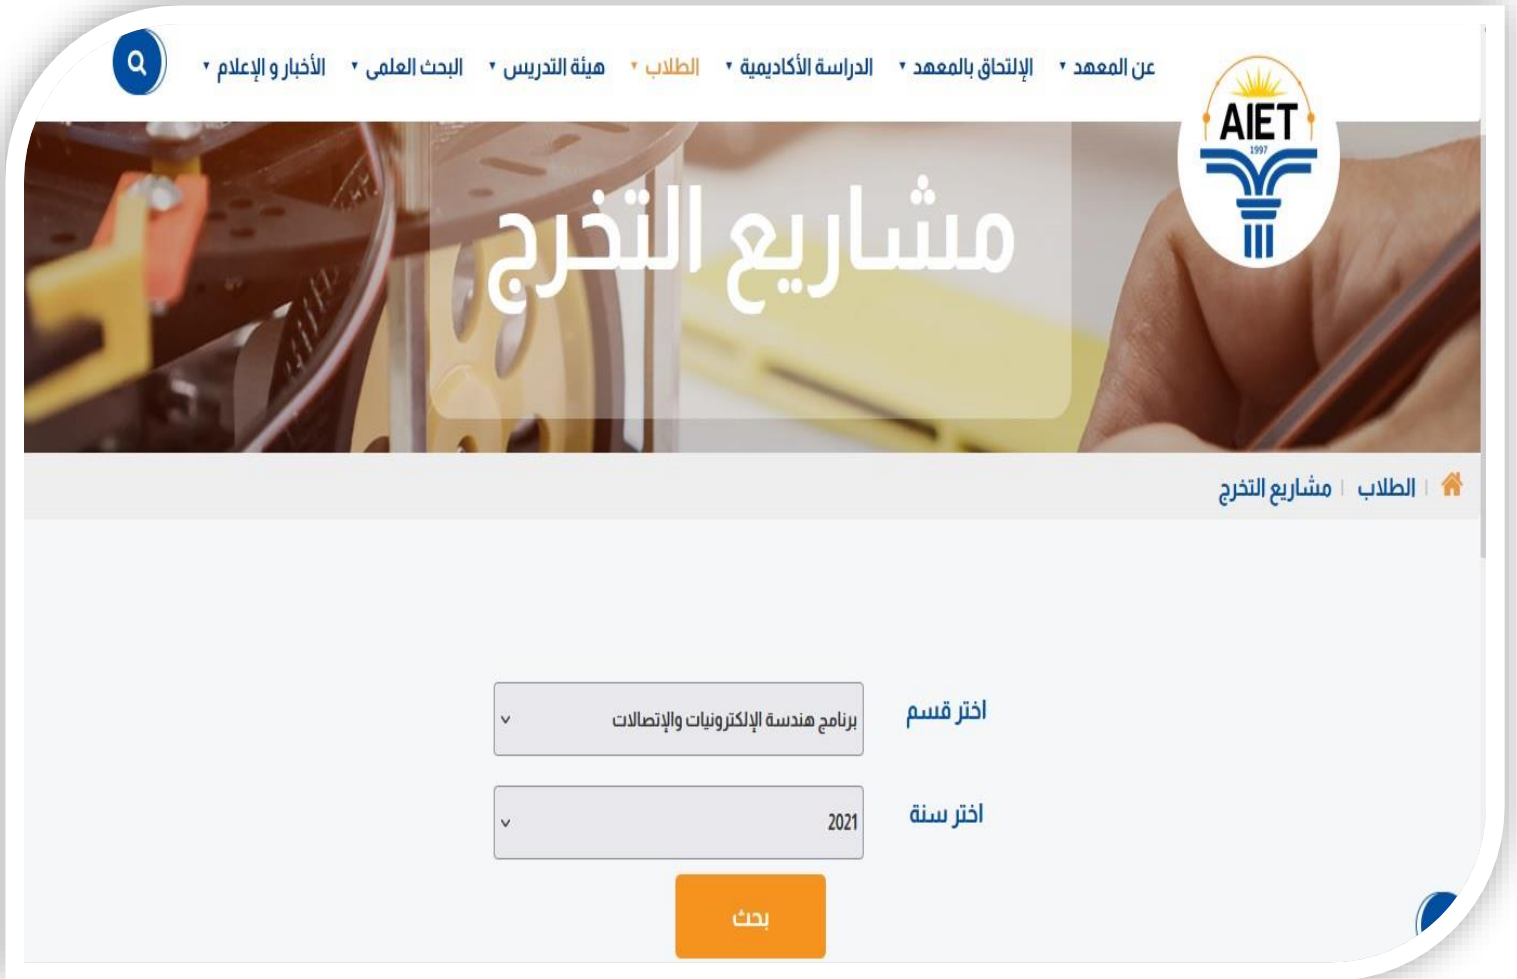 عن المعهد الإلتحاق بالمعهد الدراسة الأكاديمية الطلاب هيئة التدريس البحث العلمى الأخبار و الإعلام
AIET
1997
مشاريع التخرج
الطلاب | مشاريع التخرج
اختر قسم برنامج هندسة الإلكترونيات والإتصالات
اختر سنة 2021
بحث